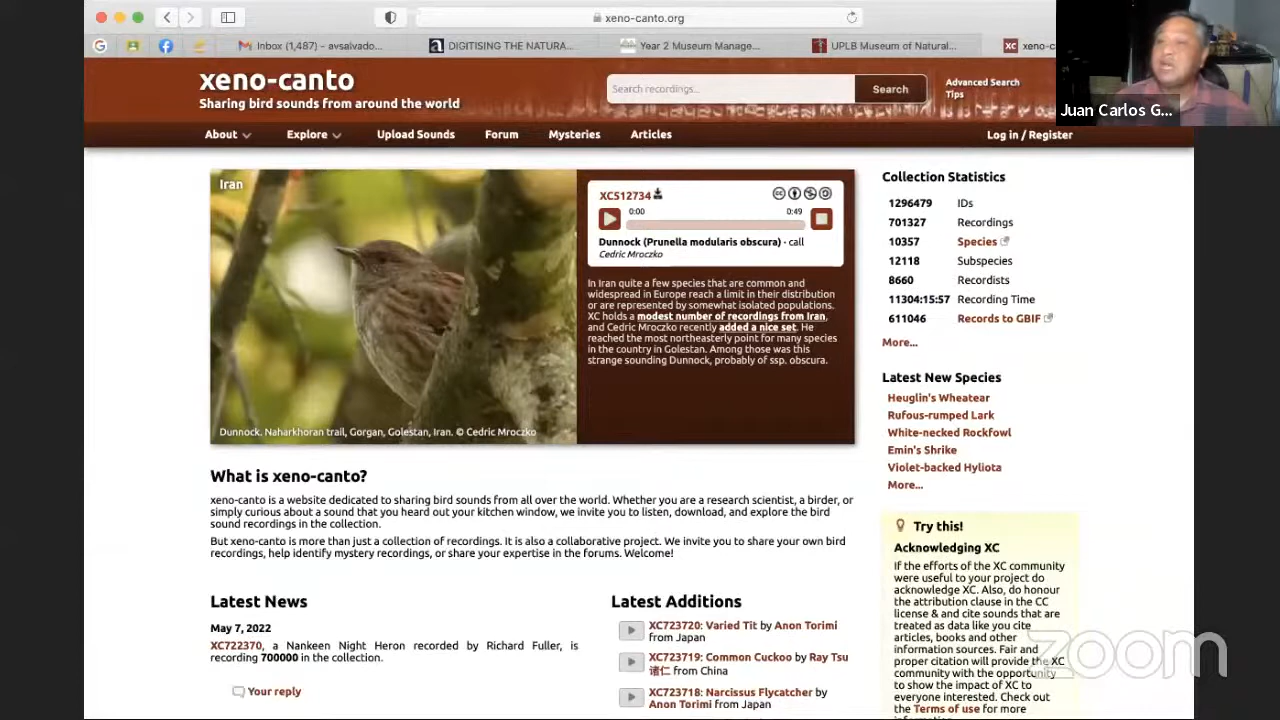 xeno-canto.org
Inbox (1,487) - avsalvado...
DIGITISING THE NATURA...
Year 2 Museum Manage...
UPLB Museum of Natural...
XC xeno-c
Juan Carlos G...
xeno-canto
Sharing bird sounds from around the world
Search recordings...
Search
Advanced Search
Tips
About
Explore
Upload Sounds
Forum
Mysteries
Articles
Log in / Register
Iran
Dunnock. Naharkhoran trail, Gorgan, Golestan, Iran. © Cedric Mroczko
XC512734
0:00
0:49
Dunnock (Prunella modularis obscura) · call
Cedric Mroczko
In Iran quite a few species that are common and
widespread in Europe reach a limit in their distribution
or are represented by somewhat isolated populations.
XC holds a modest number of recordings from Iran,
and Cedric Mroczko recently added a nice set. He
reached the most northeasterly point for many species
in the country in Golestan. Among those was this
strange sounding Dunnock, probably of ssp. obscura.
Collection Statistics
1296479 IDs
701327 Recordings
10357 Species
12118 Subspecies
8660 Recordists
11304:15:57 Recording Time
611046 Records to GBIF
More...
Latest New Species
Heuglin's Wheatear
Rufous-rumped Lark
White-necked Rockfowl
Emin's Shrike
Violet-backed Hyliota
More...
What is xeno-canto?
xeno-canto is a website dedicated to sharing bird sounds from all over the world. Whether you are a research scientist, a birder, or
simply curious about a sound that you heard out your kitchen window, we invite you to listen, download, and explore the bird
sound recordings in the collection.
But xeno-canto is more than just a collection of recordings. It is also a collaborative project. We invite you to share your own bird
recordings, help identify mystery recordings, or share your expertise in the forums. Welcome!
Latest News
May 7, 2022
XC722370, a Nankeen Night Heron recorded by Richard Fuller, is
recording 700000 in the collection.
Your reply
Latest Additions
XC723720: Varied Tit by Anon Torimi
from Japan
XC723719: Common Cuckoo by Ray Tsu
诸仁 from China
XC723718: Narcissus Flycatcher by
Anon Torimi from Japan
Try this!
Acknowledging XC
If the efforts of the XC community
were useful to your project do
acknowledge XC. Also, do honour
the attribution clause in the CC
license & and cite sounds that are
treated as data like you cite
articles, books and other
information sources. Fair and
proper citation will provide the XC
community with the opportunity
to show the impact of XC to
everyone interested. Check out
the Terms of use for more
zoom